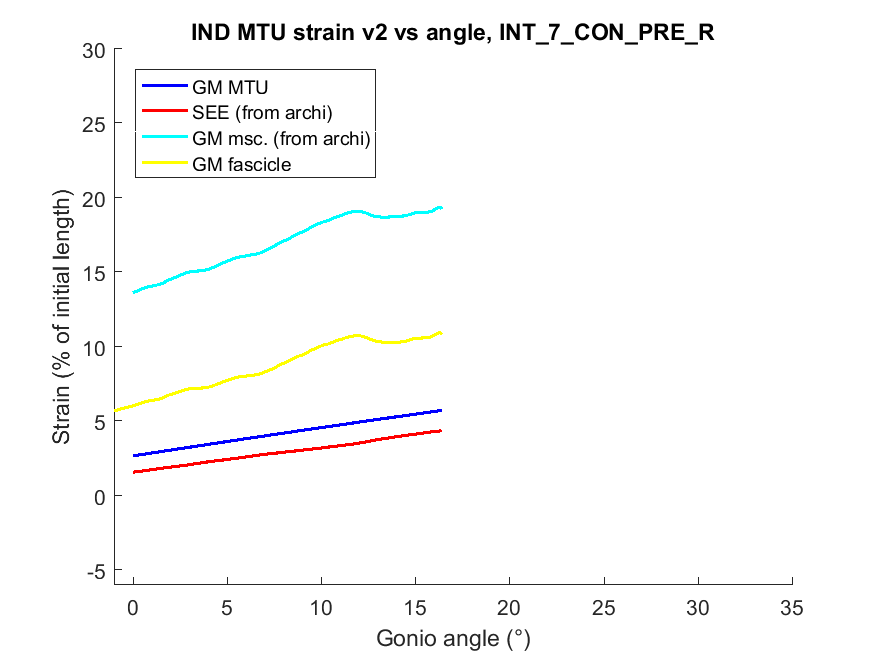 IND MTU strain v2 vs angle, INT_7_CON_PRE_R
30
25
20
15
10
5
0
-5
Strain (% of initial length)
GM MTU
SEE (from archi)
GM msc. (from archi)
GM fascicle
0 5 10 15 20 25 30 35
Gonio angle (°)